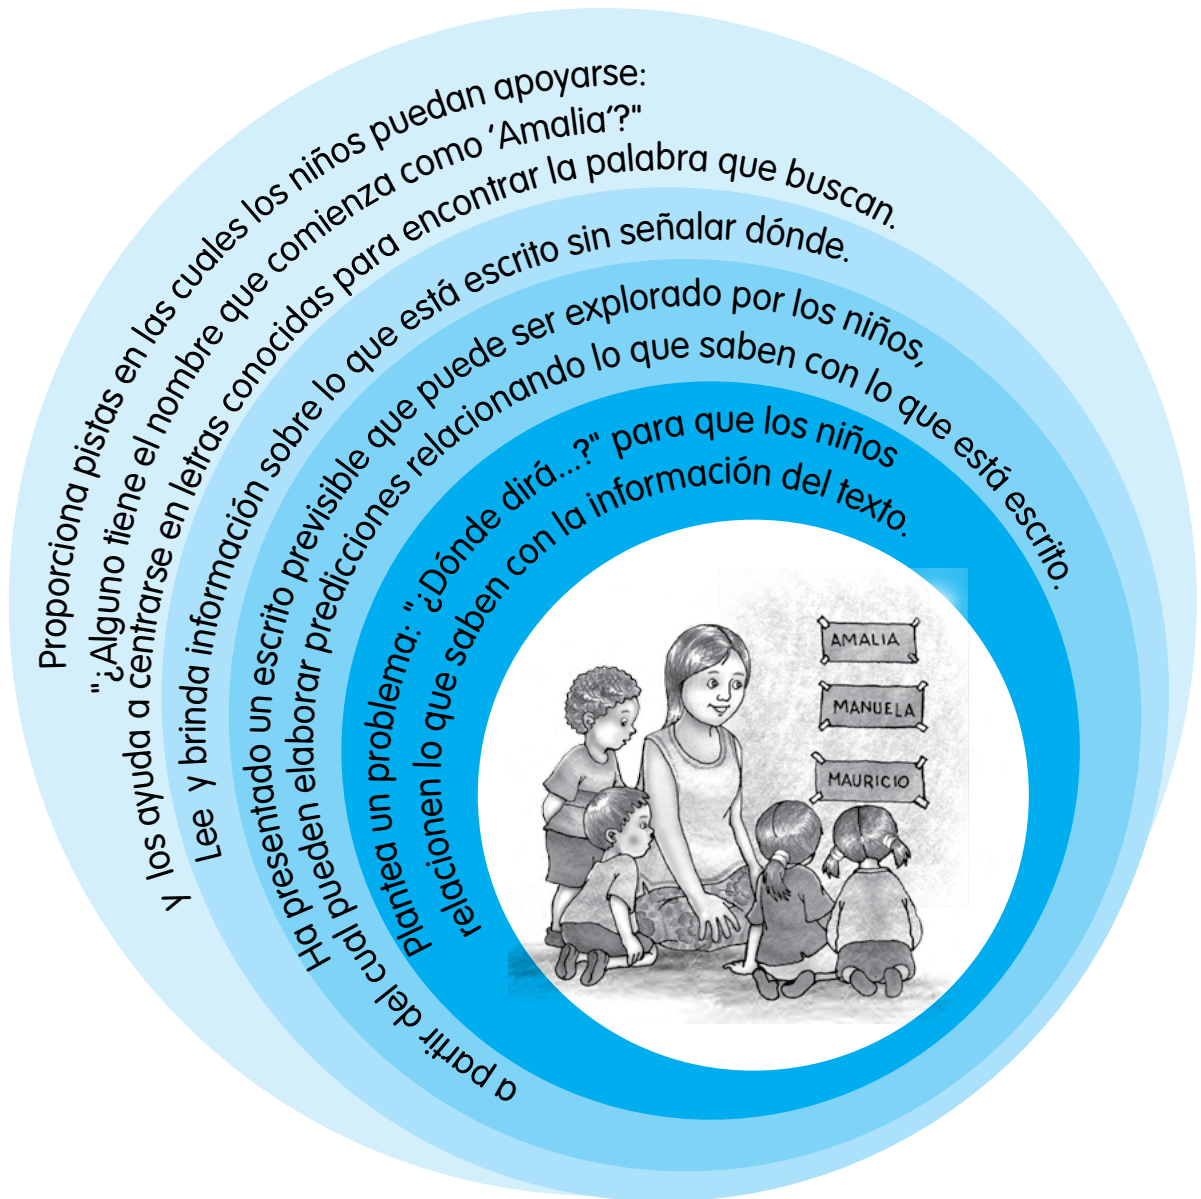 Proporciona pistas en las cuales los niños puedan apoyarse:
"¿Alguno tiene el nombre que comienza como ‘Amalia’?"
y los ayuda a centrarse en letras conocidas para encontrar la palabra que buscan.
Lee y brinda información sobre lo que está escrito sin señalar dónde.
Ha presentado un escrito previsible que puede ser explorado por los niños,
a partir del cual pueden elaborar predicciones relacionando lo que saben con lo que está escrito.
Plantea un problema: "¿Dónde dirá...?" para que los niños
relacionen lo que saben con la información del texto.
AMALIA
MANUELA
MAURICIO